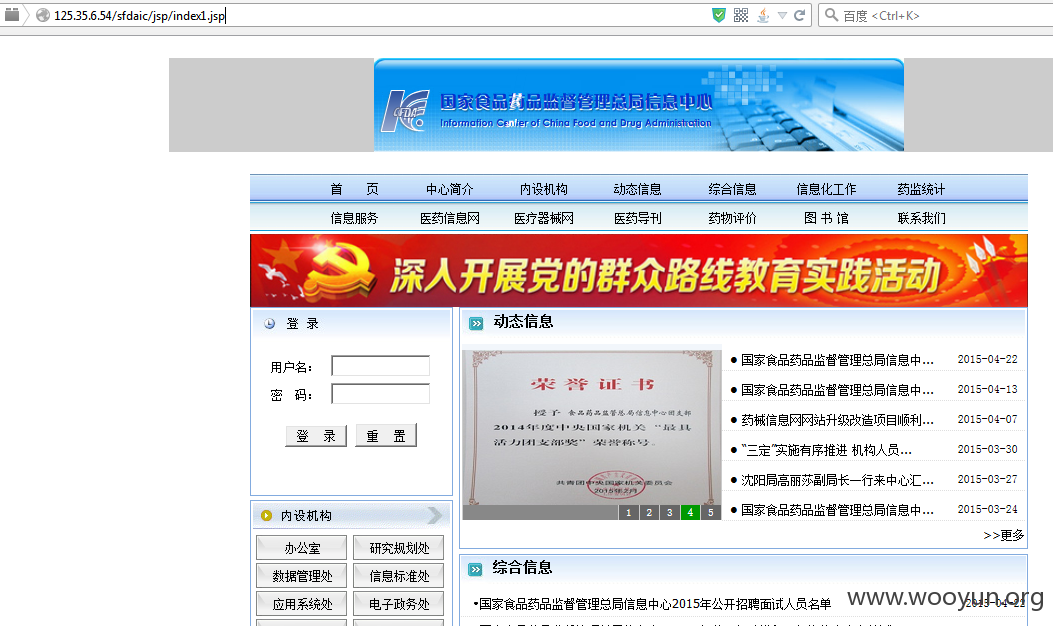 125.35.6.54/sfdaic/jsp/index1.jsp
百度 <Ctrl+K>
CFDAIC
国家食品药品监督管理总局信息中心
Information Center of China Food and Drug Administration
首 页 中心简介 内设机构 动态信息 综合信息 信息化工作 药监统计
信息服务 医药信息网 医疗器械网 医药导刊 药物评价 图 书 馆 联系我们
深入开展党的群众路线教育实践活动
登 录
用户名：
密 码：
登 录 重 置
内设机构
办公室 研究规划处
数据管理处 信息标准处
应用系统处 电子政务处
动态信息
荣誉证书
授予 食品药品监管总局信息中心团支部
2014年度中央国家机关“最具
活力团支部奖”荣誉称号。
共青团中央国家机关委员会
2015年2月
1 2 3 4 5
●国家食品药品监督管理总局信息中... 2015-04-22
●国家食品药品监督管理总局信息中... 2015-04-13
●药械信息网网站升级改造项目顺利... 2015-04-07
●“三定”实施有序推进 机构人员... 2015-03-30
●沈阳局高丽莎副局长一行来中心汇... 2015-03-27
●国家食品药品监督管理总局信息中... 2015-03-24
>>更多
综合信息
•国家食品药品监督管理总局信息中心2015年公开招聘面试人员名单 2015-04-22
www.wooyun.org